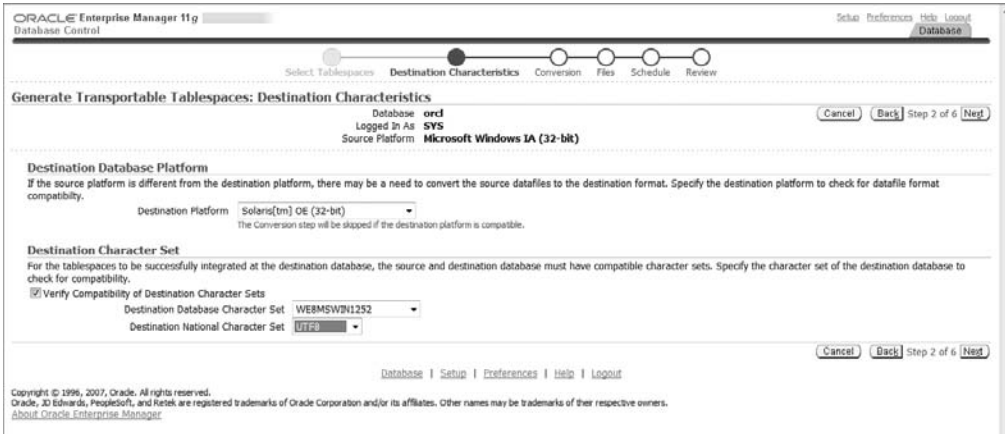 ORACLE Enterprise Manager 11g
Database Control
Setup Preferences Help Logout
Database
Select Tablespaces Destination Characteristics Conversion Files Schedule Review
Generate Transportable Tablespaces: Destination Characteristics
Database orcl
Logged In As SYS
Source Platform Microsoft Windows IA (32-bit)
Cancel Back Step 2 of 6 Next
Destination Database Platform
If the source platform is different from the destination platform, there may be a need to convert the source datafiles to the destination format. Specify the destination platform to check for datafile format
compatibilty.
Destination Platform Solaris[tm] OE (32-bit)
The Conversion step will be skipped if the destination platform is compatible.
Destination Character Set
For the tablespaces to be successfully integrated at the destination database, the source and destination database must have compatible character sets. Specify the character set of the destination database to
check for compatibility.
Verify Compatibility of Destination Character Sets
Destination Database Character Set WE8MSWIN1252
Destination National Character Set UTF8
Cancel Back Step 2 of 6 Next
Database | Setup | Preferences | Help | Logout
Copyright © 1996, 2007, Oracle. All rights reserved.
Oracle, JD Edwards, PeopleSoft, and Retek are registered trademarks of Oracle Corporation and/or its affiliates. Other names may be trademarks of their respective owners.
About Oracle Enterprise Manager